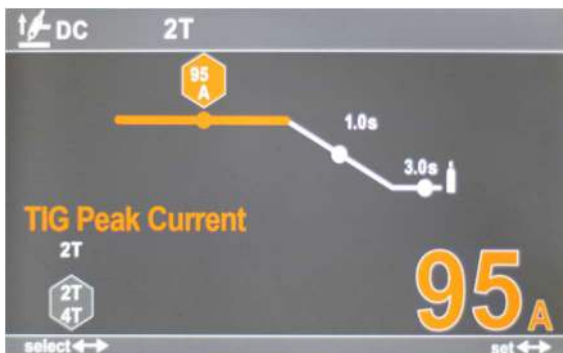 DC 2T
95
A
1.0s
3.0s
TIG Peak Current
2T
2T
4T
95A
select
set